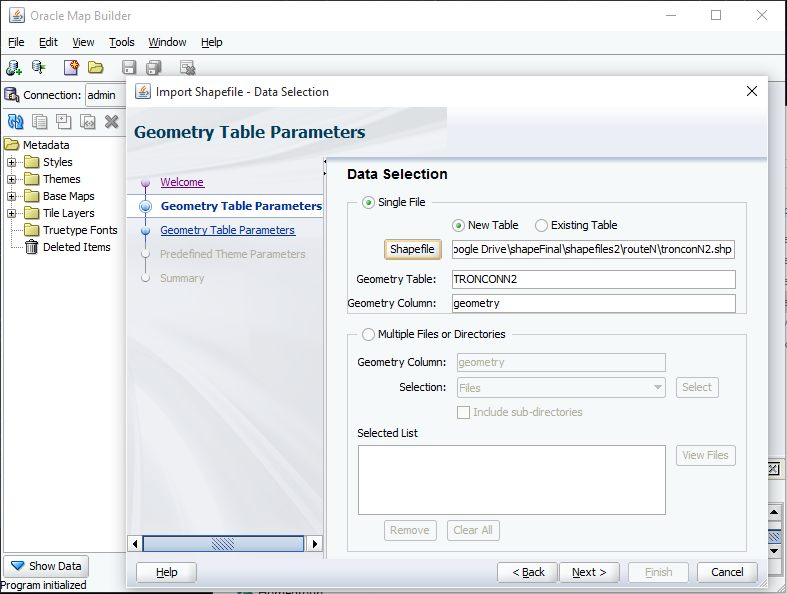 Oracle Map Builder
File Edit View Tools Window Help
Connection: admin
Import Shapefile - Data Selection
Geometry Table Parameters
Metadata
Styles
Themes
Base Maps
Tile Layers
Truetype Fonts
Deleted Items
Welcome
Geometry Table Parameters
Geometry Table Parameters
Predefined Theme Parameters
Summary
Data Selection
Single File
New Table Existing Table
Shapefile oogle Drive\shapeFinal\shapefiles2\routeN\tronconN2.shp
Geometry Table: TRONCONN2
Geometry Column: geometry
Multiple Files or Directories
Geometry Column: geometry
Selection: Files Select
Include sub-directories
Selected List
View Files
Remove Clear All
Show Data
Help < Back Next > Finish Cancel
Program initialized